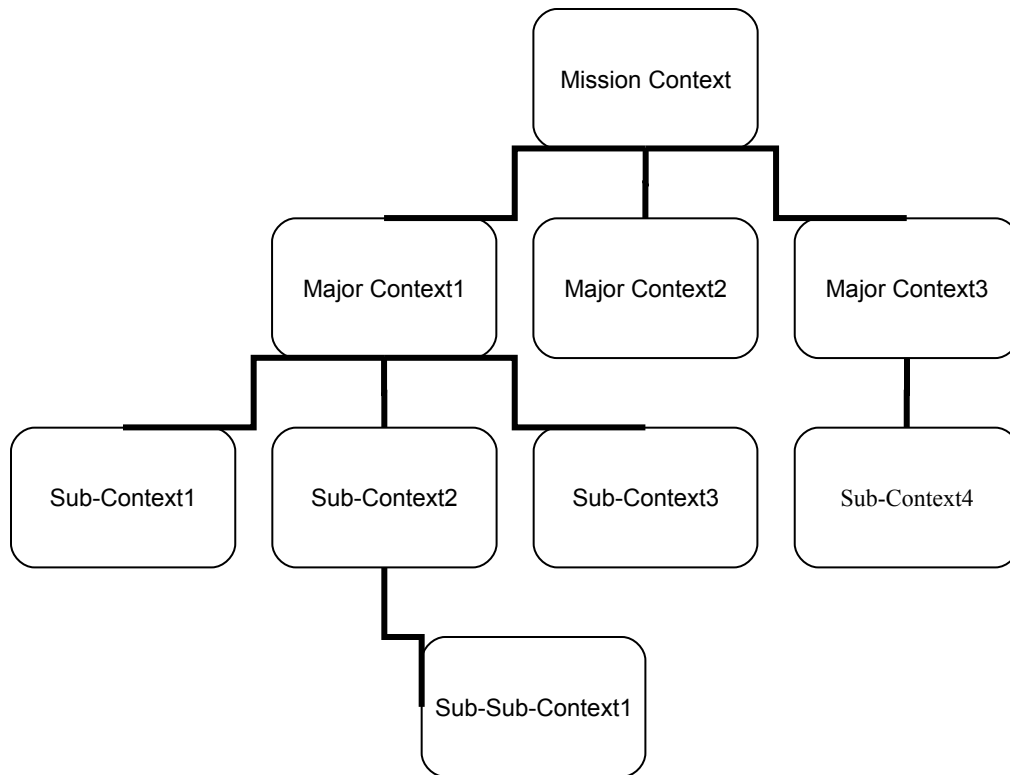 Mission Context
Major Context1
Major Context2
Major Context3
Sub-Context1
Sub-Context2
Sub-Context3
Sub-Context4
Sub-Sub-Context1